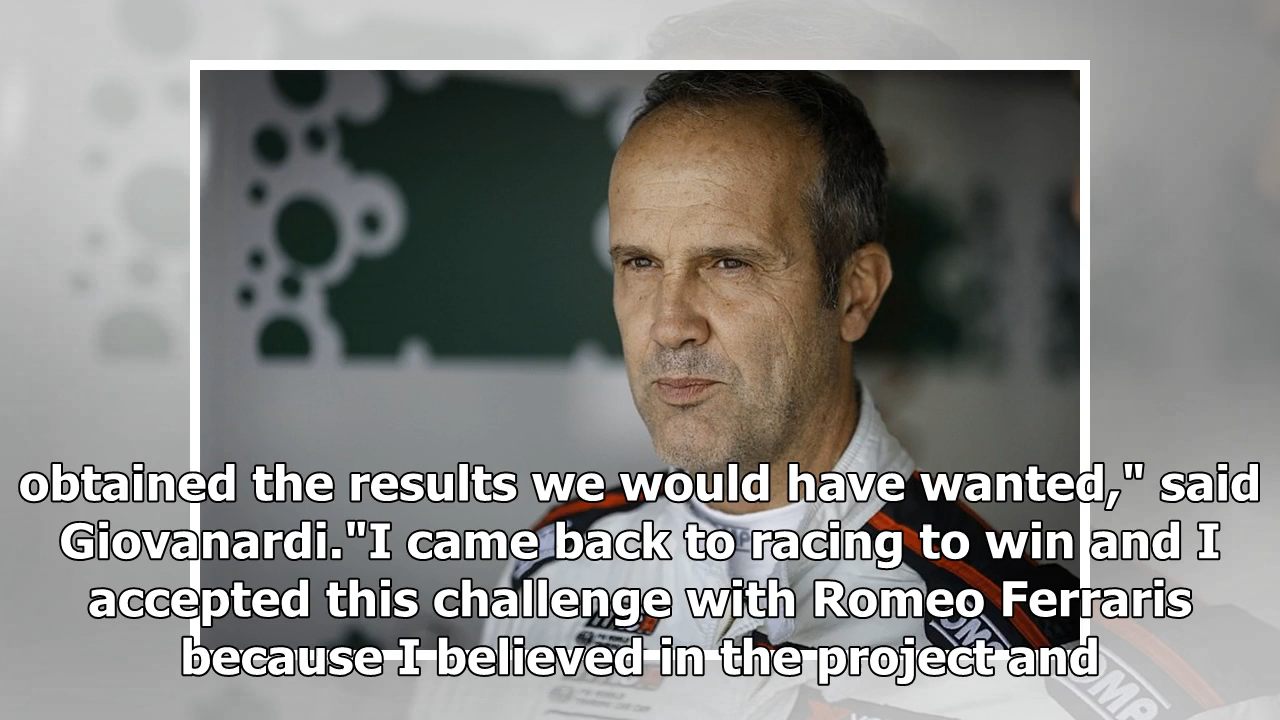 obtained the results we would have wanted," said
Giovanardi."I came back to racing to win and I
accepted this challenge with Romeo Ferraris
because I believed in the project and